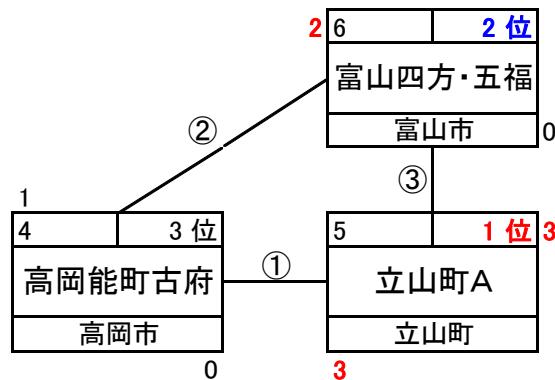 2 6 2 位
富山四方・五福
富山市 0
②
③
1
4 3 位
高岡能町古府
高岡市
0
①
5 1 位 3
立山町A
立山町
3